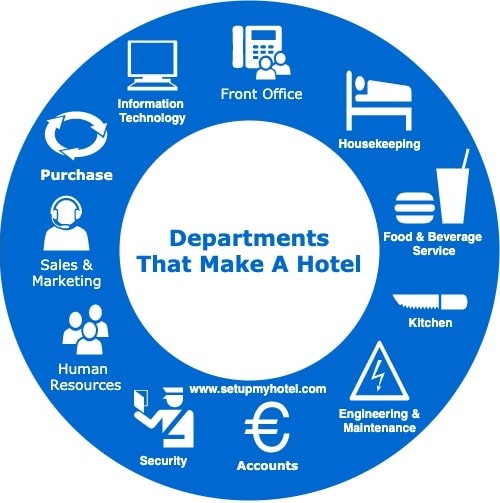 Departments
That Make A Hotel
Front Office
Housekeeping
Food & Beverage
Service
Kitchen
Engineering &
Maintenance
Accounts
Security
Human
Resources
Sales &
Marketing
Purchase
Information
Technology
www.setupmyhotel.com